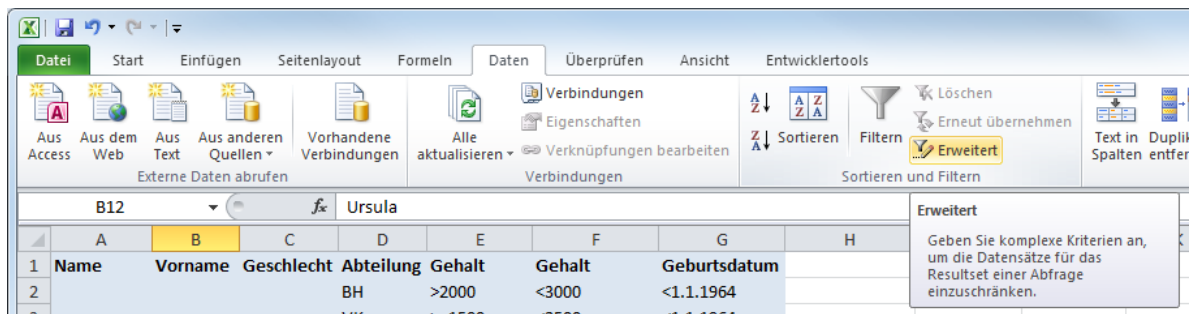 Datei Start Einfügen Seitenlayout Formeln Daten Überprüfen Ansicht Entwicklertools
Aus Access
Aus dem Web
Aus Text
Aus anderen Quellen
Vorhandene Verbindungen
Externe Daten abrufen
Alle aktualisieren
Verbindungen
Eigenschaften
Verknüpfungen bearbeiten
Verbindungen
Sortieren
Filtern
Löschen
Erneut übernehmen
Erweitert
Sortieren und Filtern
Text in Spalten
B12 fx Ursula
Erweitert
Geben Sie komplexe Kriterien an,
um die Datensätze für das
Resultset einer Abfrage
einzuschränken.
A B C D E F G H
1 Name Vorname Geschlecht Abteilung Gehalt Gehalt Geburtsdatum
2 BH >2000 <3000 <1.1.1964